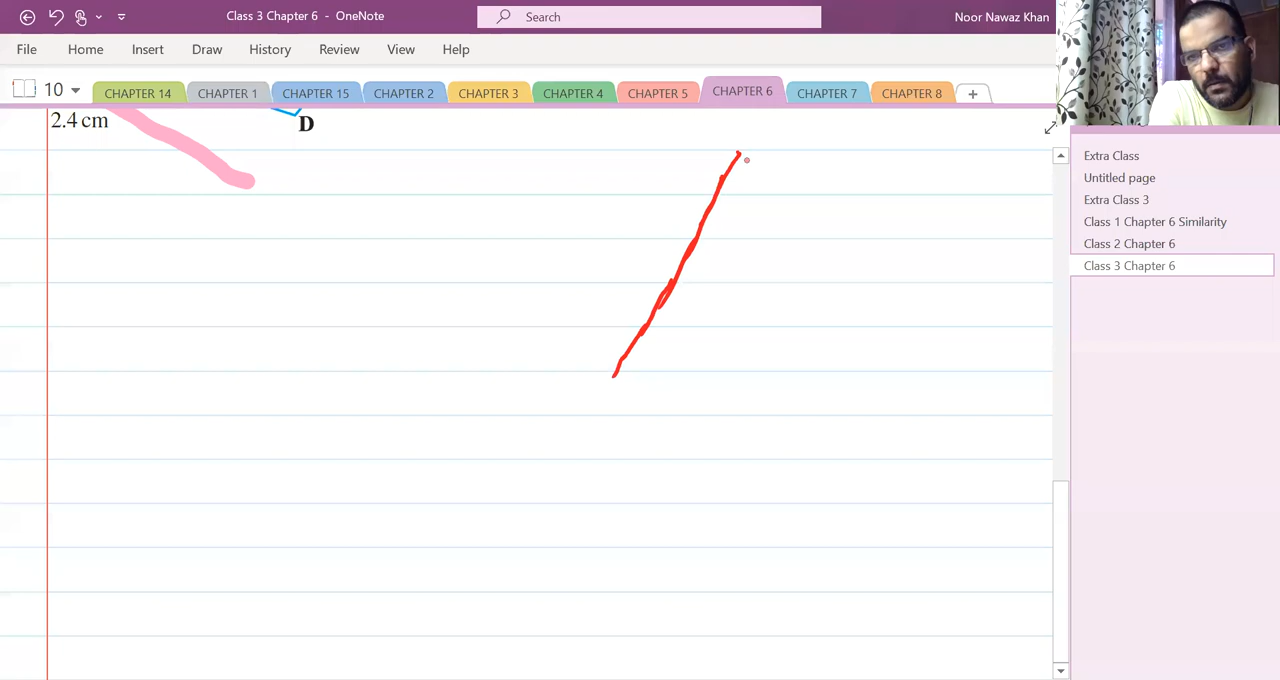 Class 3 Chapter 6 - OneNote
Search
Noor Nawaz Khan
File Home Insert Draw History Review View Help
10 CHAPTER 14 CHAPTER 1 CHAPTER 15 CHAPTER 2 CHAPTER 3 CHAPTER 4 CHAPTER 5 CHAPTER 6 CHAPTER 7 CHAPTER 8 +
2.4 cm
D
Extra Class
Untitled page
Extra Class 3
Class 1 Chapter 6 Similarity
Class 2 Chapter 6
Class 3 Chapter 6